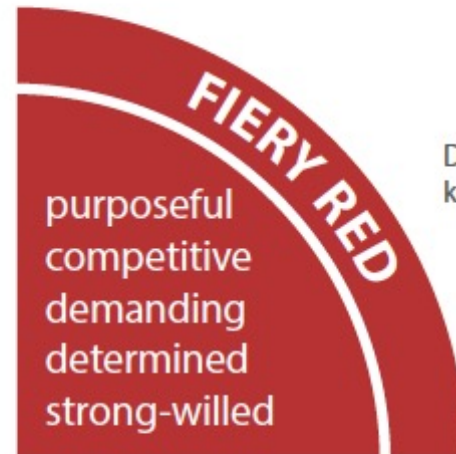 FIERY RED
purposeful
competitive
demanding
determined
strong-willed